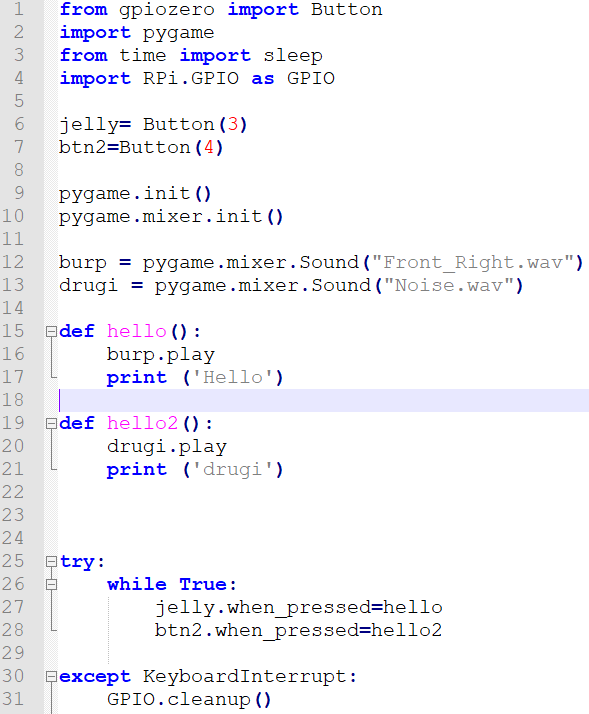 1 from gpiozero import Button
2 import pygame
3 from time import sleep
4 import RPi.GPIO as GPIO
5
6 jelly= Button(3)
7 btn2=Button(4)
8
9 pygame.init()
10 pygame.mixer.init()
11
12 burp = pygame.mixer.Sound("Front_Right.wav")
13 drugi = pygame.mixer.Sound("Noise.wav")
14
15 def hello():
16     burp.play
17     print ('Hello')
18
19 def hello2():
20     drugi.play
21     print ('drugi')
22
23
24
25 try:
26     while True:
27         jelly.when_pressed=hello
28         btn2.when_pressed=hello2
29
30 except KeyboardInterrupt:
31     GPIO.cleanup()